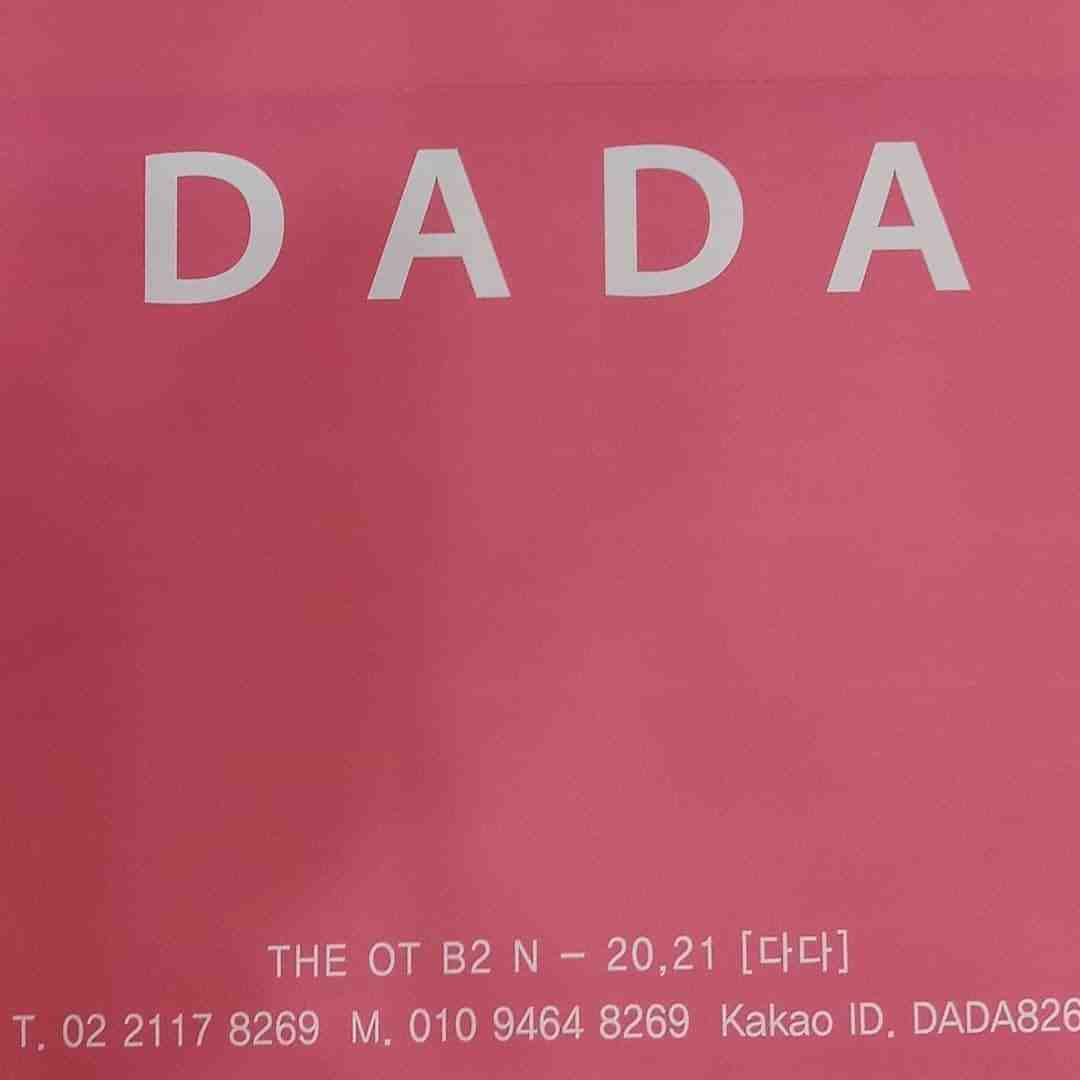 DADA
THE OT B2 N - 20,21 [다다]
T. 02 2117 8269 M. 010 9464 8269 Kakao ID. DADA826